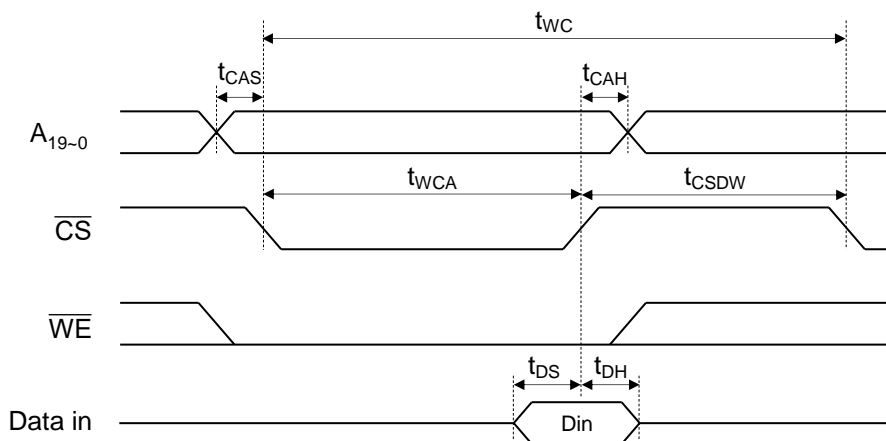 tWC
tCAS tCAH
A19~0
tWCA tCSDW
CS
WE
tDS tDH
Data in Din